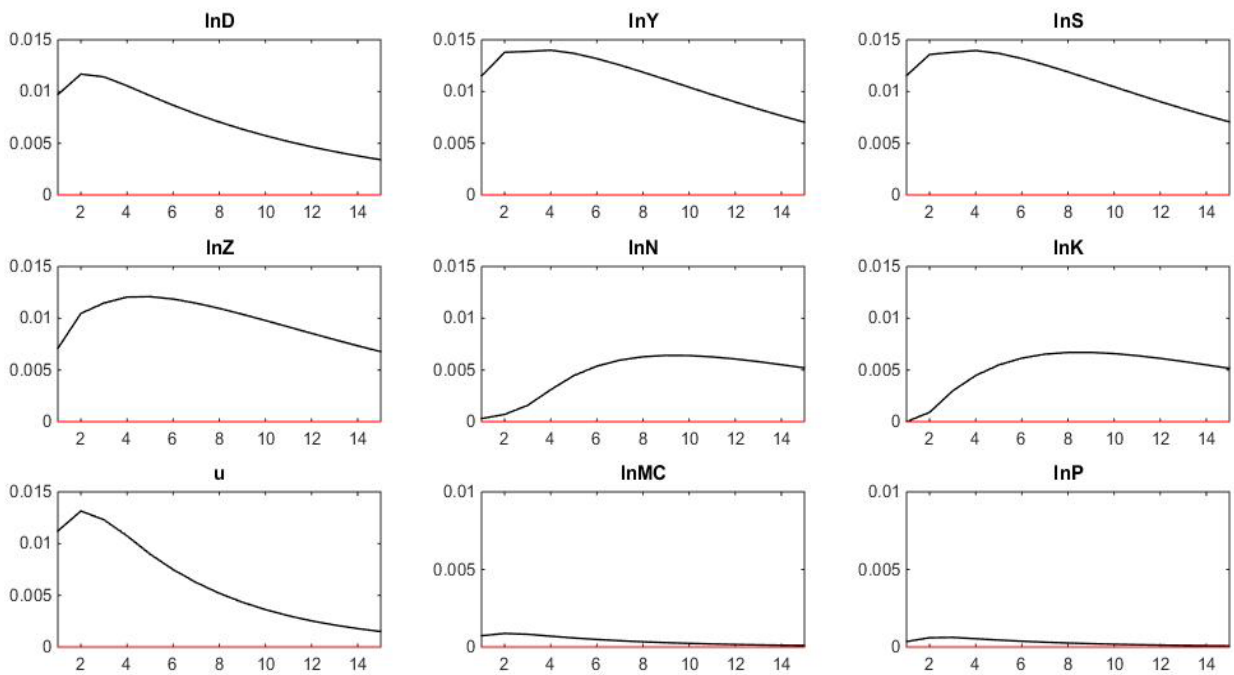 lnD lnY lnS
0.015 0.015 0.015
0.01 0.01 0.01
0.005 0.005 0.005
0 0 0
2 4 6 8 10 12 14 2 4 6 8 10 12 14 2 4 6 8 10 12 14
lnZ lnN lnK
0.015 0.015 0.015
0.01 0.01 0.01
0.005 0.005 0.005
0 0 0
2 4 6 8 10 12 14 2 4 6 8 10 12 14 2 4 6 8 10 12 14
u lnMC lnP
0.015 0.01 0.01
0.01
0.005 0.005 0.005
0 0 0
2 4 6 8 10 12 14 2 4 6 8 10 12 14 2 4 6 8 10 12 14